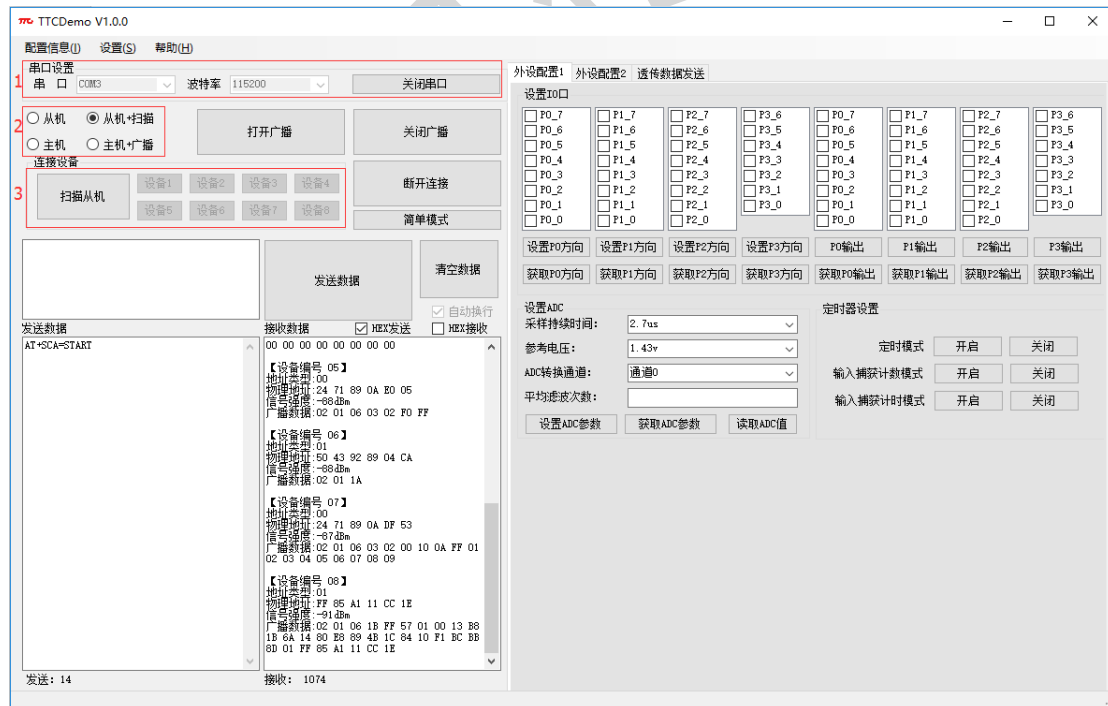 TTC TTCDemo V1.0.0
配置信息(I) 设置(S) 帮助(H)
串口设置
1
串 口 COM3 波特率 115200 关闭串口
2
从机 从机+扫描
主机 主机+广播
打开广播 关闭广播
连接设备
3
扫描从机 设备1 设备2 设备3 设备4
设备5 设备6 设备7 设备8
断开连接
简单模式
发送数据 清空数据
自动换行
发送数据 接收数据 HEX发送 HEX接收
AT+SCA=START
00 00 00 00 00 00 00 00
【设备编号 05】
地址类型:00
物理地址:24 71 89 0A E0 05
信号强度:-88dBm
广播数据:02 01 06 03 02 F0 FF
【设备编号 06】
地址类型:01
物理地址:50 43 92 89 04 CA
信号强度:-88dBm
广播数据:02 01 1A
【设备编号 07】
地址类型:00
物理地址:24 71 89 0A DF 53
信号强度:-87dBm
广播数据:02 01 06 03 02 00 10 0A FF 01
02 03 04 05 06 07 08 09
【设备编号 08】
地址类型:01
物理地址:FF 85 A1 11 CC 1E
信号强度:-91dBm
广播数据:02 01 06 1B FF 57 01 00 13 B8
1B 6A 14 80 E8 89 4B 1C 84 10 F1 BC BB
8D 01 FF 85 A1 11 CC 1E
发送: 14 接收: 1074
外设配置1 外设配置2 透传数据发送
设置IO口
P0_7 P1_7 P2_7 P3_6 P0_7 P1_7 P2_7 P3_6
P0_6 P1_6 P2_6 P3_5 P0_6 P1_6 P2_6 P3_5
P0_5 P1_5 P2_5 P3_4 P0_5 P1_5 P2_5 P3_4
P0_4 P1_4 P2_4 P3_3 P0_4 P1_4 P2_4 P3_3
P0_3 P1_3 P2_3 P3_2 P0_3 P1_3 P2_3 P3_2
P0_2 P1_2 P2_2 P3_1 P0_2 P1_2 P2_2 P3_1
P0_1 P1_1 P2_1 P3_0 P0_1 P1_1 P2_1 P3_0
P0_0 P1_0 P2_0 P0_0 P1_0 P2_0
设置P0方向 设置P1方向 设置P2方向 设置P3方向 P0输出 P1输出 P2输出 P3输出
获取P0方向 获取P1方向 获取P2方向 获取P3方向 获取P0输出 获取P1输出 获取P2输出 获取P3输出
设置ADC
采样持续时间: 2.7us
参考电压: 1.43v
ADC转换通道: 通道0
平均滤波次数:
设置ADC参数 获取ADC参数 读取ADC值
定时器设置
定时模式 开启 关闭
输入捕获计数模式 开启 关闭
输入捕获计时模式 开启 关闭